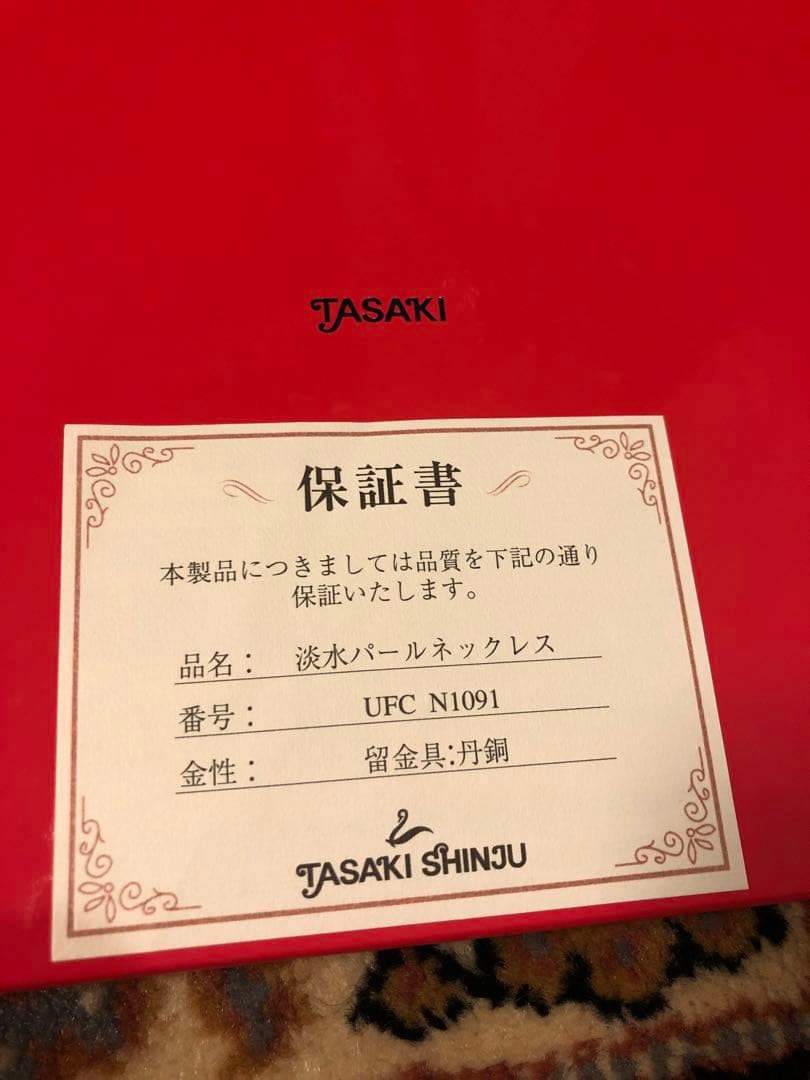 TASAKI
保証書
本製品につきましては品質を下記の通り
保証いたします。
品名： 淡水パールネックレス
番号： UFC N1091
金性： 留金具:丹銅
TASAKI SHINJU